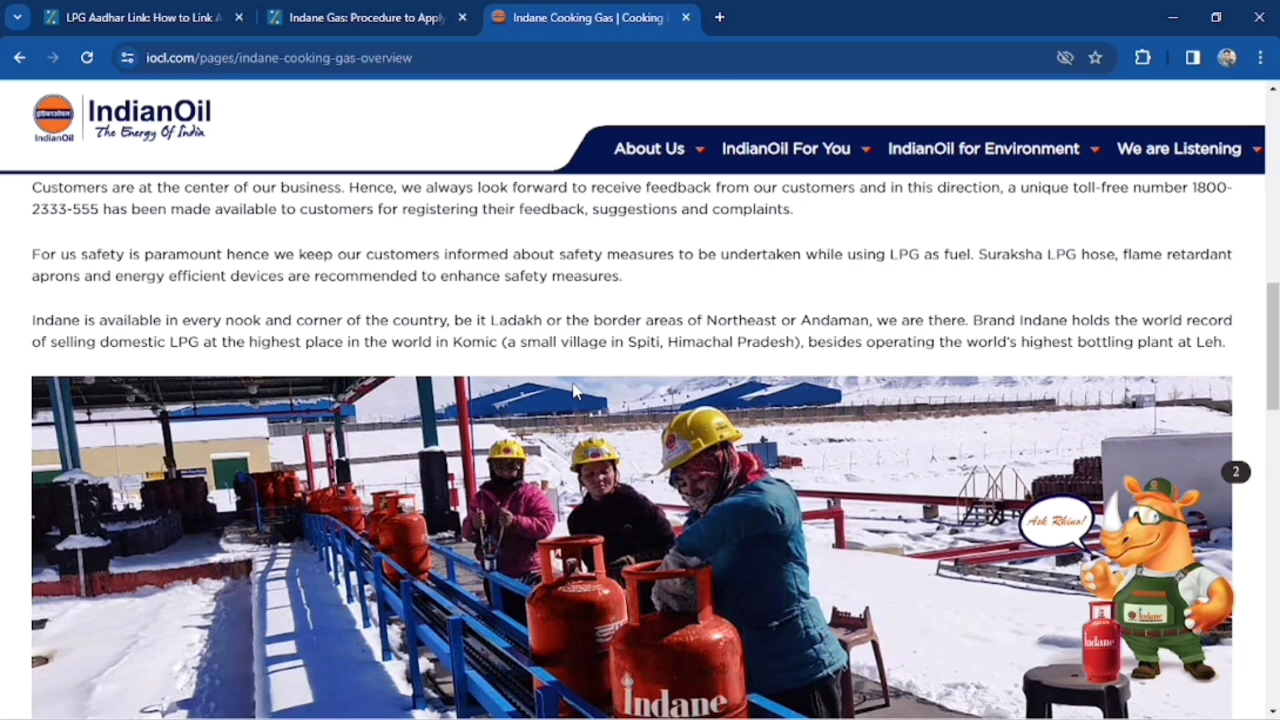 LPG Aadhar Link: How to Link A
Indane Gas: Procedure to Apply
Indane Cooking Gas | Cooking
iocl.com/pages/indane-cooking-gas-overview
इंडियनऑयल
IndianOil
IndianOil
The Energy Of India
About Us
IndianOil For You
IndianOil for Environment
We are Listening
Customers are at the center of our business. Hence, we always look forward to receive feedback from our customers and in this direction, a unique toll-free number 1800-
2333-555 has been made available to customers for registering their feedback, suggestions and complaints.
For us safety is paramount hence we keep our customers informed about safety measures to be undertaken while using LPG as fuel. Suraksha LPG hose, flame retardant
aprons and energy efficient devices are recommended to enhance safety measures.
Indane is available in every nook and corner of the country, be it Ladakh or the border areas of Northeast or Andaman, we are there. Brand Indane holds the world record
of selling domestic LPG at the highest place in the world in Komic (a small village in Spiti, Himachal Pradesh), besides operating the world's highest bottling plant at Leh.
2
Ask Rhino!
Indane
Indane
Indane